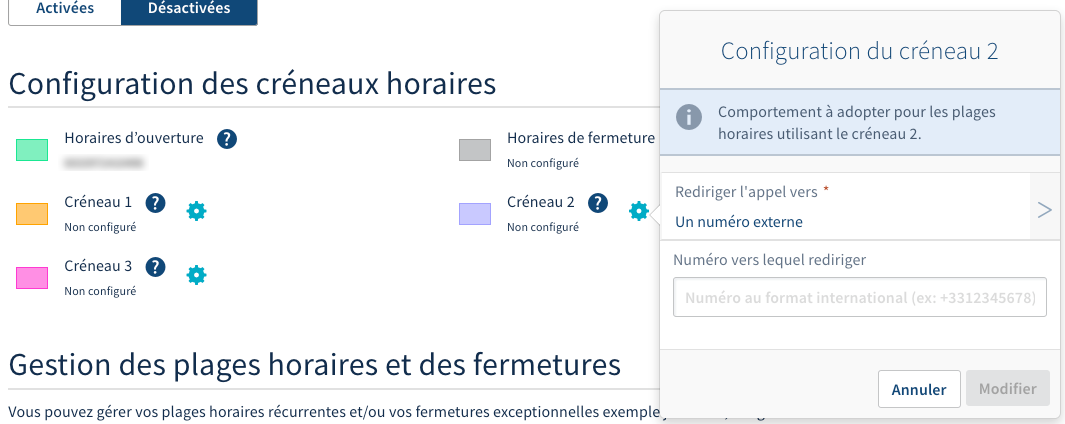 Activées
Désactivées
Configuration des créneaux horaires
Horaires d’ouverture ?
Horaires de fermeture
Non configuré
Créneau 1 ?
Non configuré
Créneau 2 ?
Non configuré
Créneau 3 ?
Non configuré
Gestion des plages horaires et des fermetures
Vous pouvez gérer vos plages horaires récurrentes et/ou vos fermetures exceptionnelles exemple
Configuration du créneau 2
Comportement à adopter pour les plages
horaires utilisant le créneau 2.
Rediriger l'appel vers *
Un numéro externe
Numéro vers lequel rediriger
Numéro au format international (ex: +3312345678)
Annuler
Modifier